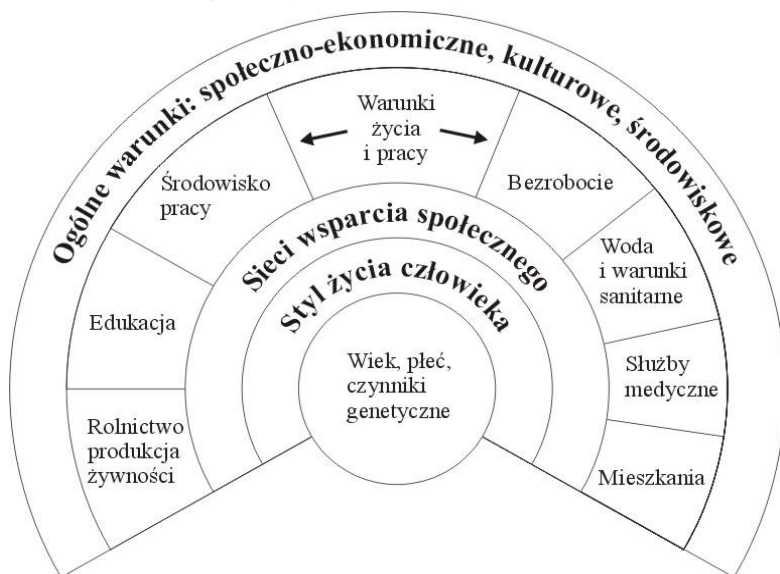 Ogólne warunki: społeczno-ekonomiczne, kulturowe, środowiskowe
Warunki
życia
i pracy
Środowisko
pracy
Bezrobocie
Sieci wsparcia społecznego
Woda
i warunki
sanitarne
Styl życia człowieka
Edukacja
Wiek, płeć,
czynniki
genetyczne
Służby
medyczne
Rolnictwo
produkcja
żywności
Mieszkania